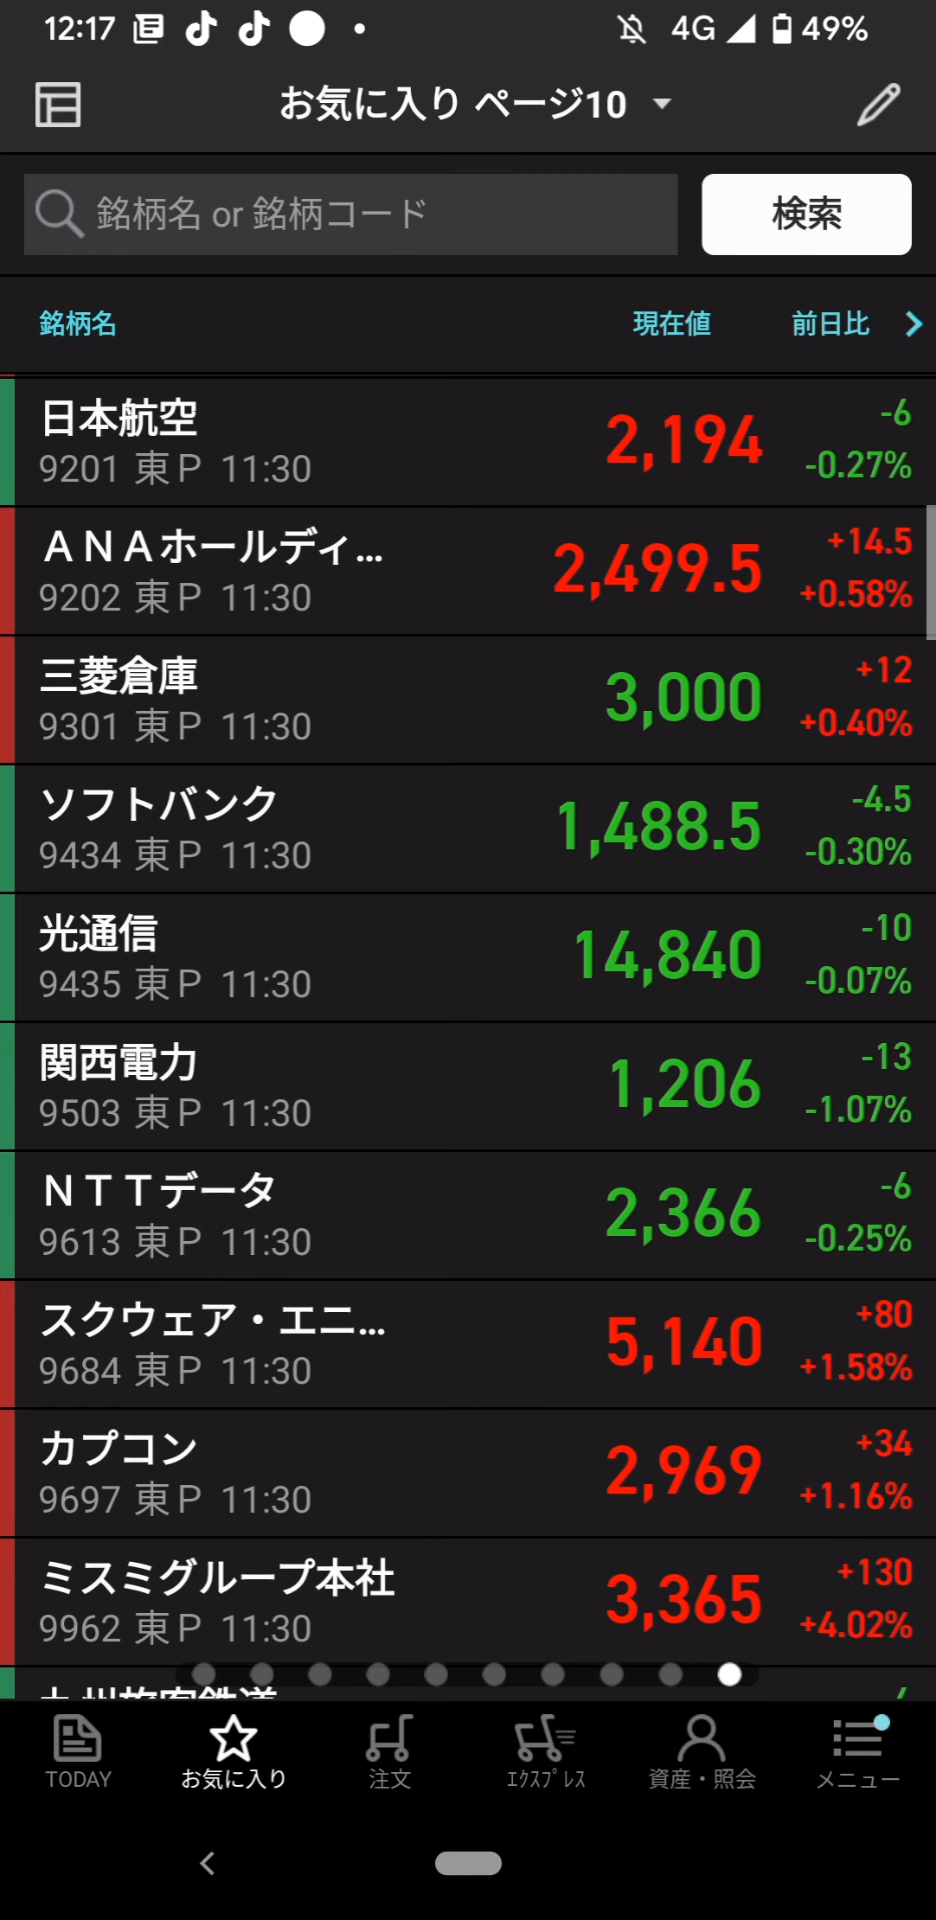 12:17 4G 49%
お気に入り ページ10
銘柄名 or 銘柄コード 検索
銘柄名 現在値 前日比
日本航空 2,194 -6
9201 東P 11:30 -0.27%
ANAホールディ... 2,499.5 +14.5
9202 東P 11:30 +0.58%
三菱倉庫 3,000 +12
9301 東P 11:30 +0.40%
ソフトバンク 1,488.5 -4.5
9434 東P 11:30 -0.30%
光通信 14,840 -10
9435 東P 11:30 -0.07%
関西電力 1,206 -13
9503 東P 11:30 -1.07%
NTTデータ 2,366 -6
9613 東P 11:30 -0.25%
スクウェア・エニ... 5,140 +80
9684 東P 11:30 +1.58%
カプコン 2,969 +34
9697 東P 11:30 +1.16%
ミスミグループ本社 3,365 +130
9962 東P 11:30 +4.02%
九州旅客鉄道
TODAY お気に入り 注文 エクスプレス 資産・照会 メニュー